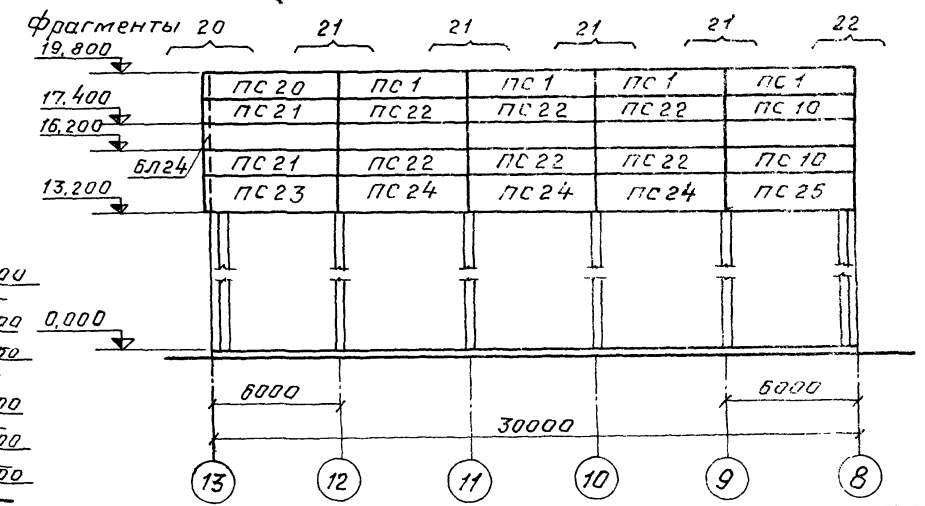 фрагменты 20 21 21 21 21 22
19,800
ПС 20 ПС 1 ПС 1 ПС 1 ПС 1
17,400
ПС 21 ПС 22 ПС 22 ПС 22 ПС 10
16,200
БЛ24
ПС 21 ПС 22 ПС 22 ПС 22 ПС 10
13,200
ПС 23 ПС 24 ПС 24 ПС 24 ПС 25
0,000
6000 6000
30000
13 12 11 10 9 8